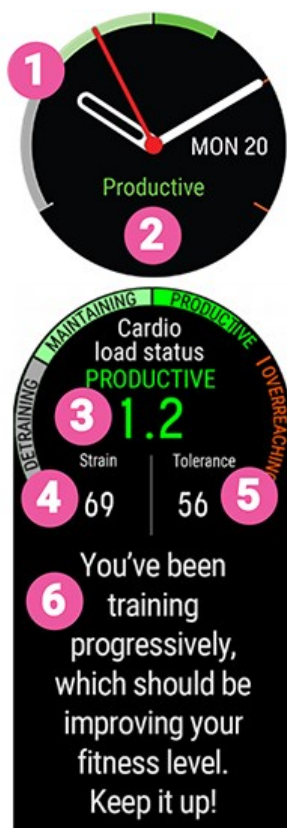 1
MON 20
Productive
2
DETRAINING
MAINTAINING
PRODUCTIVE
OVERREACHING
Cardio
load status
PRODUCTIVE
3
1.2
Strain
Tolerance
4
69
56
5
6
You've been
training
progressively,
which should be
improving your
fitness level.
Keep it up!